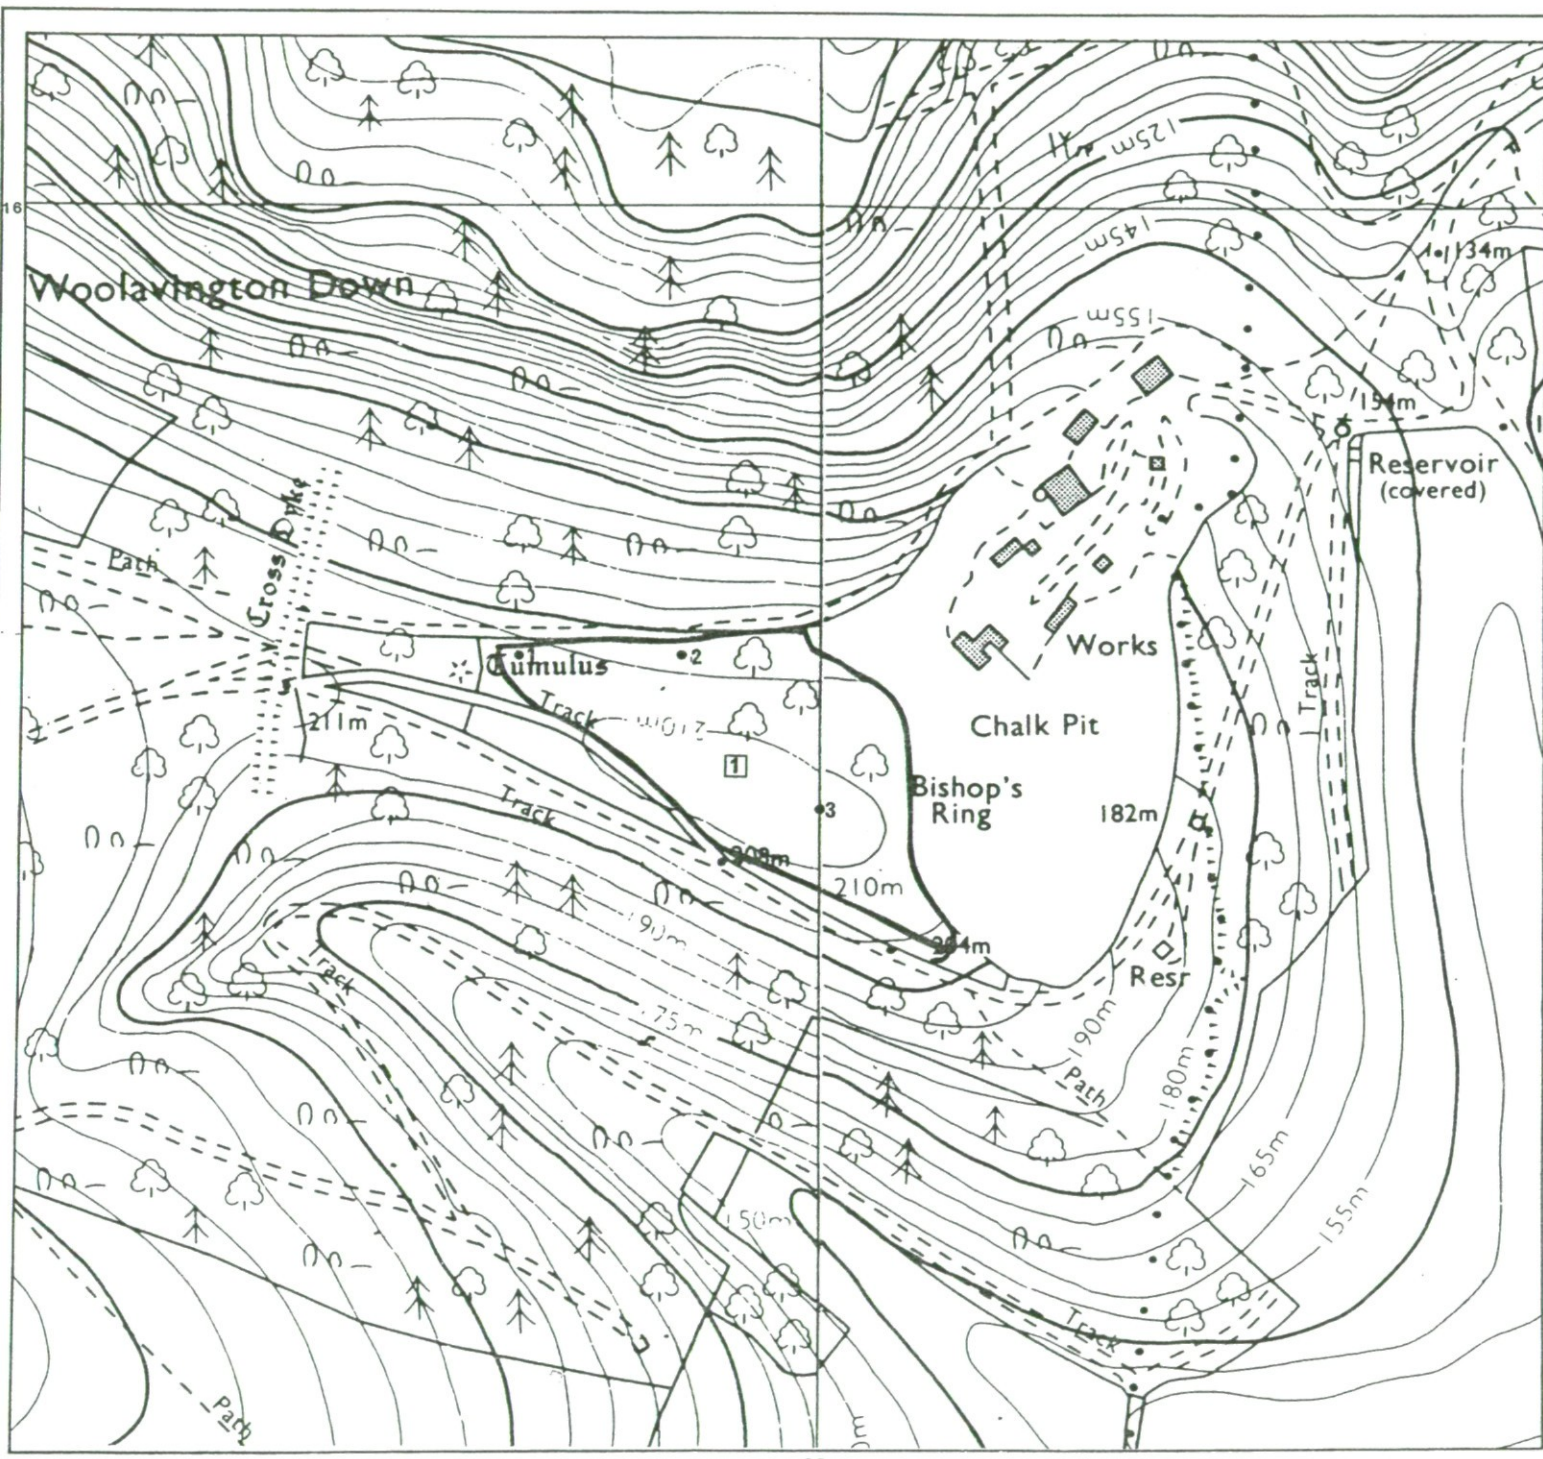 125m
16
145m
134m
Woolavington Down
155m
154m
Reservoir
(covered)
Cross Dyke
Path
Works
Tumulus
2
Track
Track
211m
210m
Chalk Pit
1
Bishop's
Ring
182m
3
Track
208m
210m
190m
204m
Resr
Track
175m
190m
180m
Path
165m
150m
155m
Track
Path